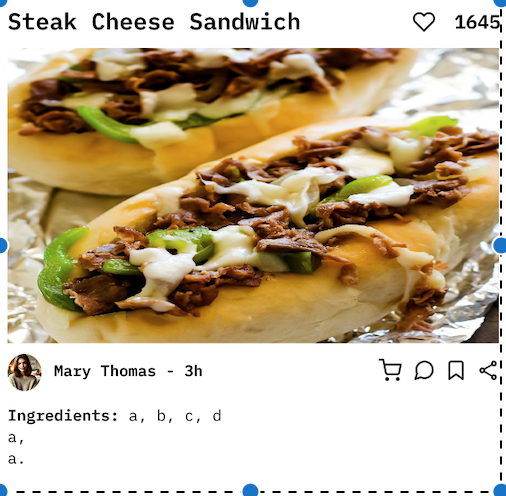 Steak Cheese Sandwich 1645
Mary Thomas - 3h
Ingredients: a, b, c, d
a,
a.